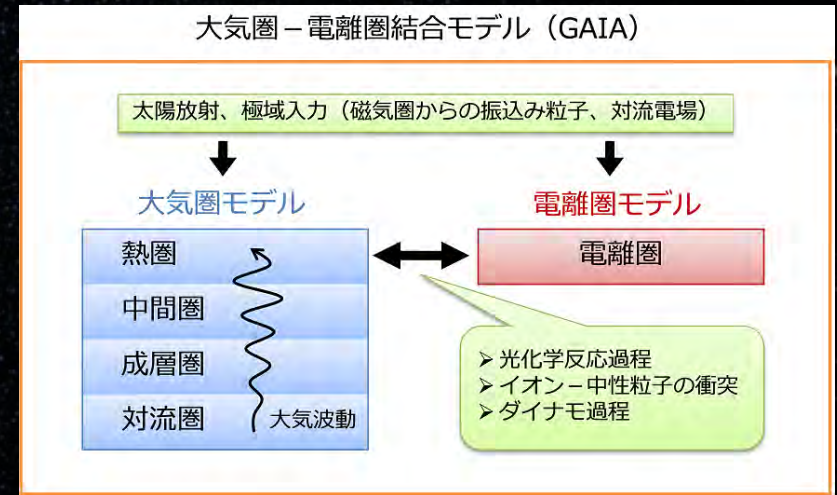 大気圏－電離圏結合モデル（GAIA）
太陽放射、極域入力（磁気圏からの振込み粒子、対流電場）
大気圏モデル
電離圏モデル
熱圏
電離圏
中間圏
成層圏
対流圏
大気波動
➢ 光化学反応過程
➢ イオン－中性粒子の衝突
➢ ダイナモ過程